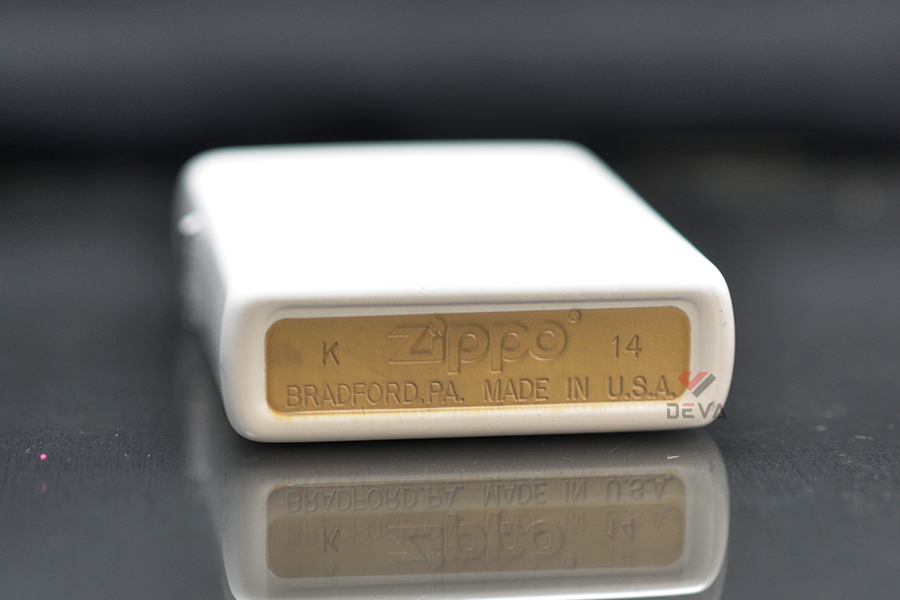 K zippo® 14
BRADFORD,PA. MADE IN U.S.A.
DEVA